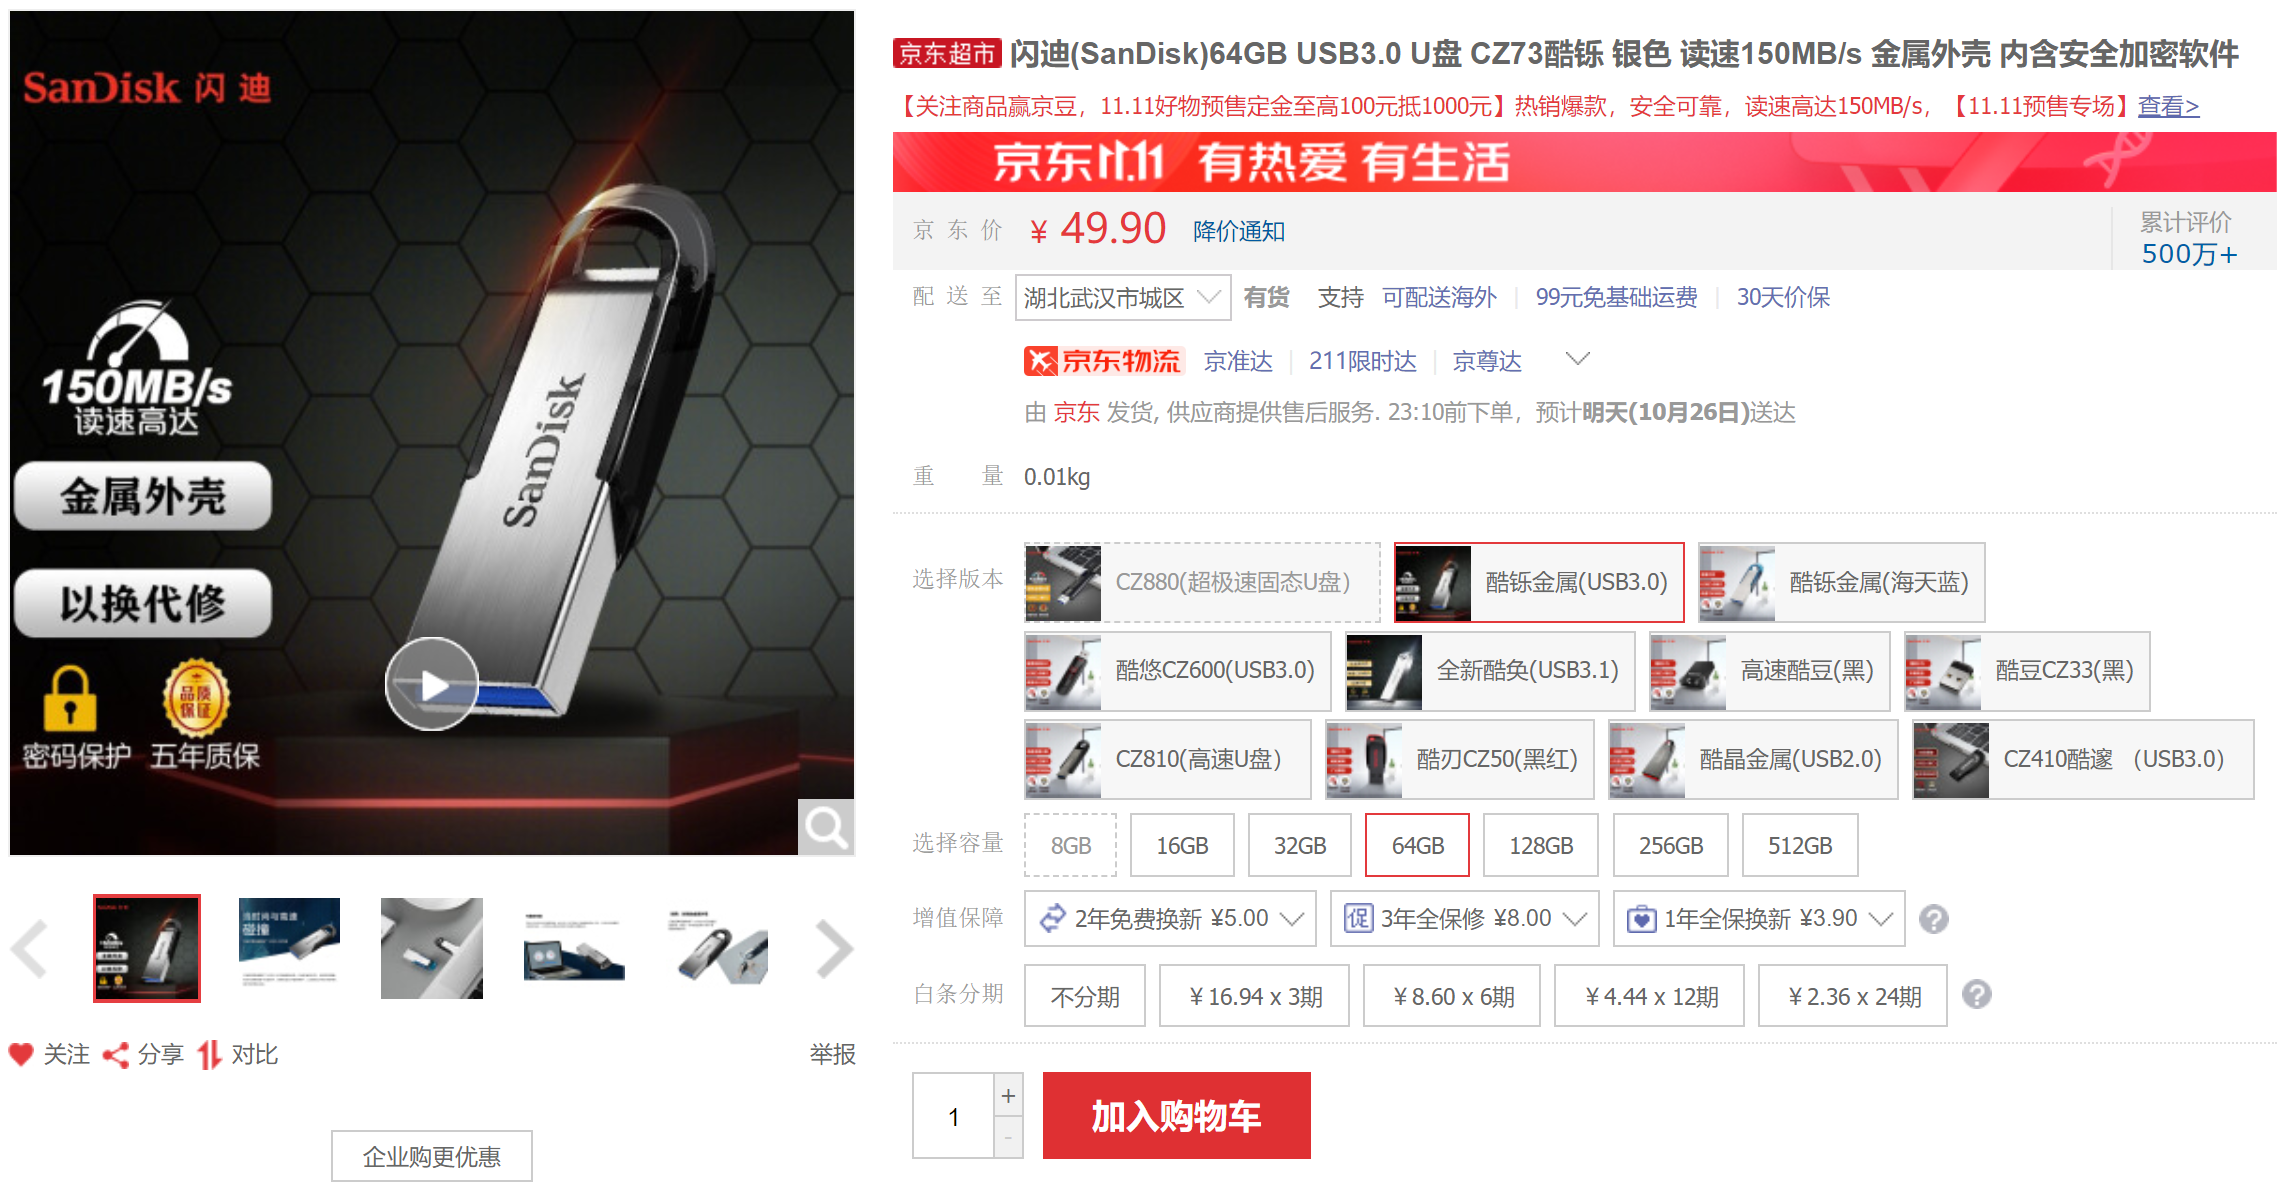 SanDisk 闪迪
150MB/s
读速高达
金属外壳
以换代修
品质
保证
密码保护 五年质保
SanDisk
关注 分享 对比
举报
企业购更优惠
京东超市 闪迪(SanDisk)64GB USB3.0 U盘 CZ73酷铄 银色 读速150MB/s 金属外壳 内含安全加密软件
【关注商品赢京豆，11.11好物预售定金至高100元抵1000元】热销爆款，安全可靠，读速高达150MB/s，【11.11预售专场】查看>
京东11.11 有热爱 有生活
京东价 ¥ 49.90 降价通知
累计评价
500万+
配送至 湖北武汉市城区 有货 支持 可配送海外 99元免基础运费 30天价保
京东物流 京准达 211限时达 京尊达
由 京东 发货, 供应商提供售后服务. 23:10前下单，预计明天(10月26日)送达
重量 0.01kg
选择版本 CZ880(超极速固态U盘) 酷铄金属(USB3.0) 酷铄金属(海天蓝)
酷悠CZ600(USB3.0) 全新酷奂(USB3.1) 高速酷豆(黑) 酷豆CZ33(黑)
CZ810(高速U盘) 酷刃CZ50(黑红) 酷晶金属(USB2.0) CZ410酷邃 （USB3.0）
选择容量 8GB 16GB 32GB 64GB 128GB 256GB 512GB
增值保障 2年免费换新 ¥5.00 促 3年全保修 ¥8.00 1年全保换新 ¥3.90 ?
白条分期 不分期 ¥16.94 x 3期 ¥8.60 x 6期 ¥4.44 x 12期 ¥2.36 x 24期 ?
1 + -
加入购物车